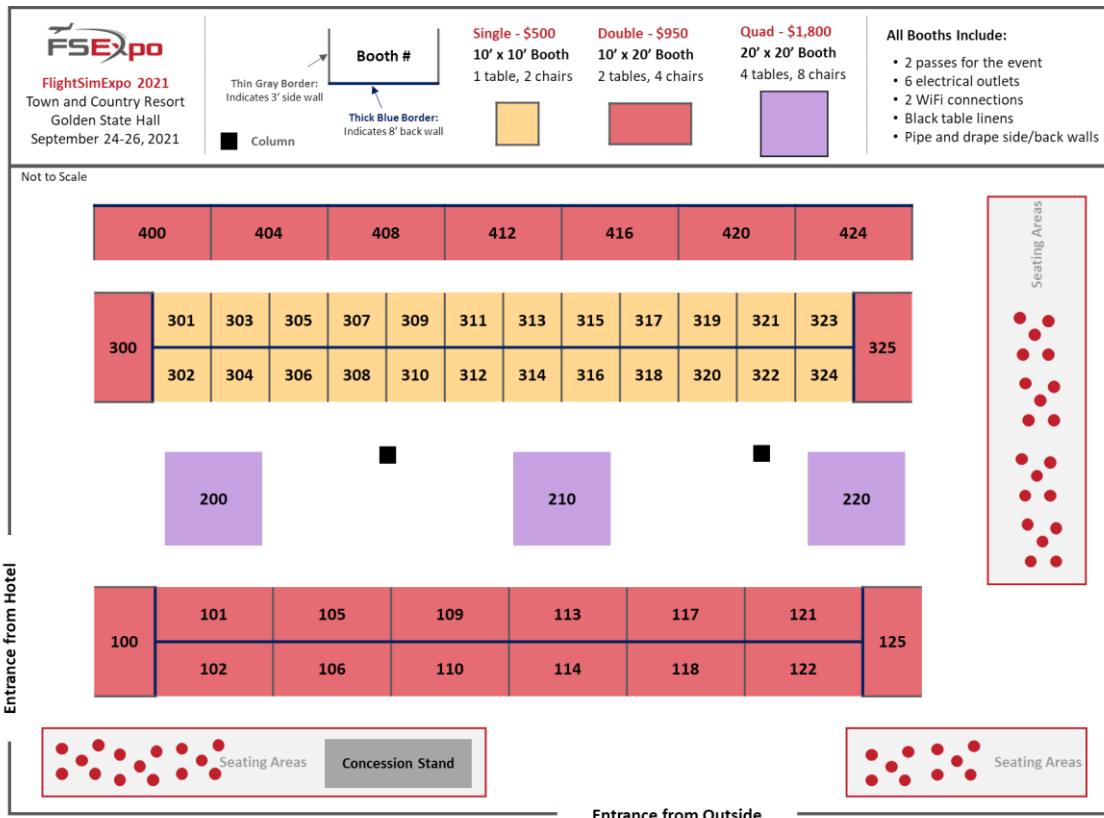 FSExpo
FlightSimExpo 2021
Town and Country Resort
Golden State Hall
September 24-26, 2021
Booth #
Thin Gray Border:
Indicates 3' side wall
Thick Blue Border:
Indicates 8' back wall
Column
Single - $500
10' x 10' Booth
1 table, 2 chairs
Double - $950
10' x 20' Booth
2 tables, 4 chairs
Quad - $1,800
20' x 20' Booth
4 tables, 8 chairs
All Booths Include:
• 2 passes for the event
• 6 electrical outlets
• 2 WiFi connections
• Black table linens
• Pipe and drape side/back walls
Not to Scale
400 404 408 412 416 420 424
300
301 303 305 307 309 311 313 315 317 319 321 323
302 304 306 308 310 312 314 316 318 320 322 324
325
200 210 220
100
101 105 109 113 117 121
102 106 110 114 118 122
125
Seating Areas
Entrance from Hotel
Seating Areas
Concession Stand
Seating Areas
Entrance from Outside